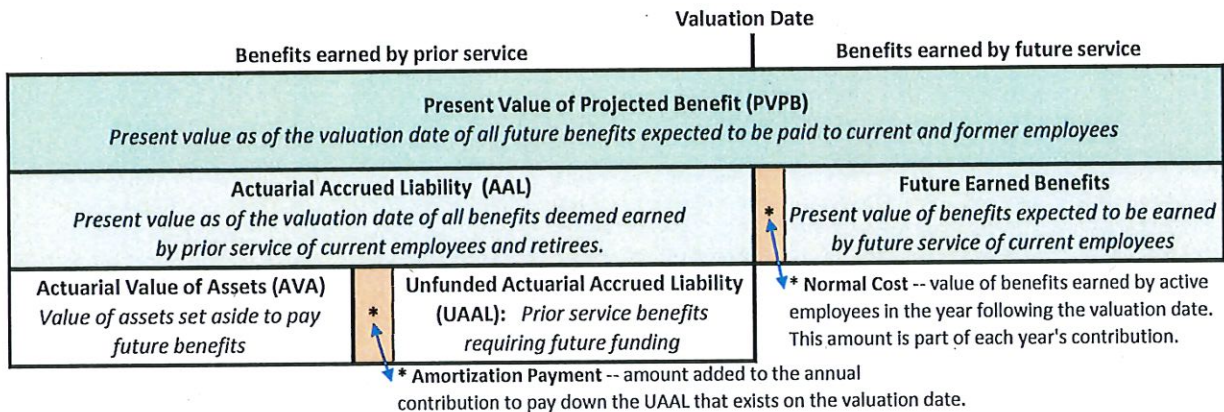 Valuation Date
Benefits earned by prior service
Benefits earned by future service
Present Value of Projected Benefit (PVPB)
Present value as of the valuation date of all future benefits expected to be paid to current and former employees
Actuarial Accrued Liability (AAL)
Present value as of the valuation date of all benefits deemed earned
by prior service of current employees and retirees.
*
Future Earned Benefits
Present value of benefits expected to be earned
by future service of current employees
Actuarial Value of Assets (AVA)
Value of assets set aside to pay
future benefits
*
Unfunded Actuarial Accrued Liability
(UAAL): Prior service benefits
requiring future funding
* Normal Cost -- value of benefits earned by active
employees in the year following the valuation date.
This amount is part of each year's contribution.
* Amortization Payment -- amount added to the annual
contribution to pay down the UAAL that exists on the valuation date.